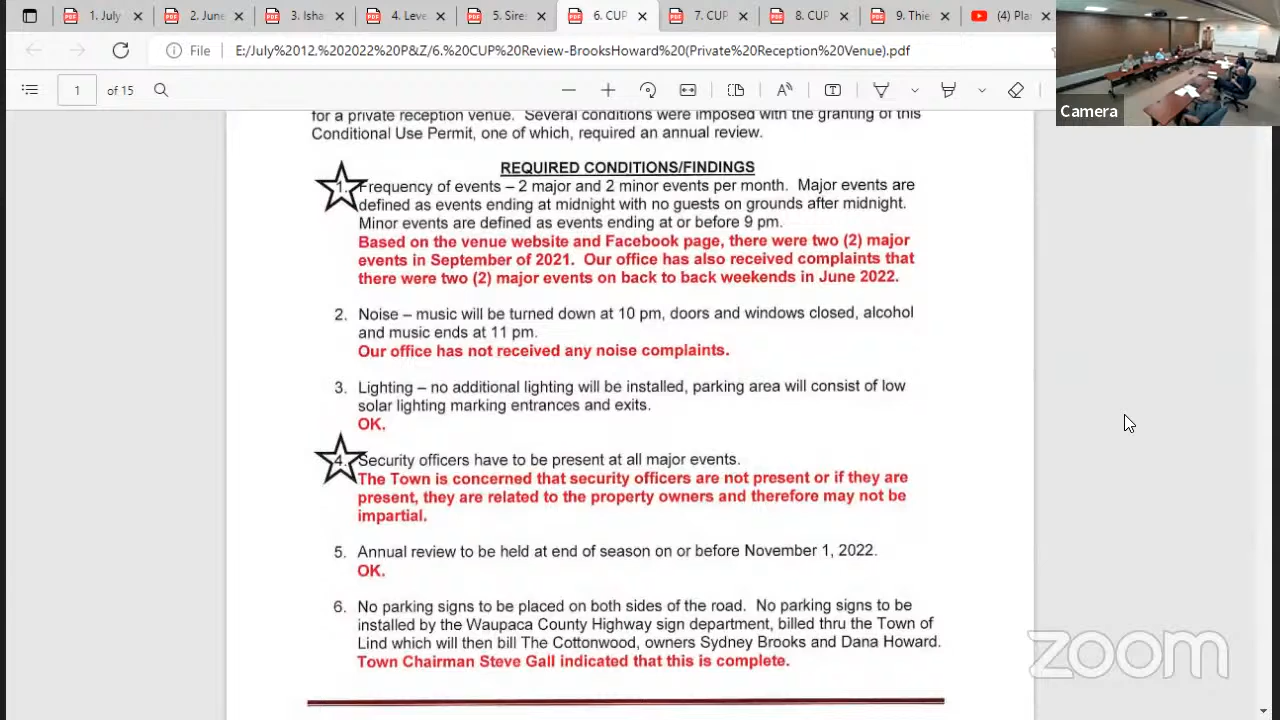 1. July
2. June
3. Isha
4. Leve
5. Sires
6. CUP
7. CUP
8. CUP
9. Thie
(4) Plan
File
E:/July%2012.%202022%20P&Z/6.%20CUP%20Review-BrooksHoward%20(Private%20Reception%20Venue).pdf
1 of 15
Camera
for a private reception venue. Several conditions were imposed with the granting of this
Conditional Use Permit, one of which, required an annual review.
REQUIRED CONDITIONS/FINDINGS
1. Frequency of events – 2 major and 2 minor events per month. Major events are
defined as events ending at midnight with no guests on grounds after midnight.
Minor events are defined as events ending at or before 9 pm.
Based on the venue website and Facebook page, there were two (2) major
events in September of 2021. Our office has also received complaints that
there were two (2) major events on back to back weekends in June 2022.
2. Noise – music will be turned down at 10 pm, doors and windows closed, alcohol
and music ends at 11 pm.
Our office has not received any noise complaints.
3. Lighting – no additional lighting will be installed, parking area will consist of low
solar lighting marking entrances and exits.
OK.
4. Security officers have to be present at all major events.
The Town is concerned that security officers are not present or if they are
present, they are related to the property owners and therefore may not be
impartial.
5. Annual review to be held at end of season on or before November 1, 2022.
OK.
6. No parking signs to be placed on both sides of the road. No parking signs to be
installed by the Waupaca County Highway sign department, billed thru the Town of
Lind which will then bill The Cottonwood, owners Sydney Brooks and Dana Howard.
Town Chairman Steve Gall indicated that this is complete.
zoom